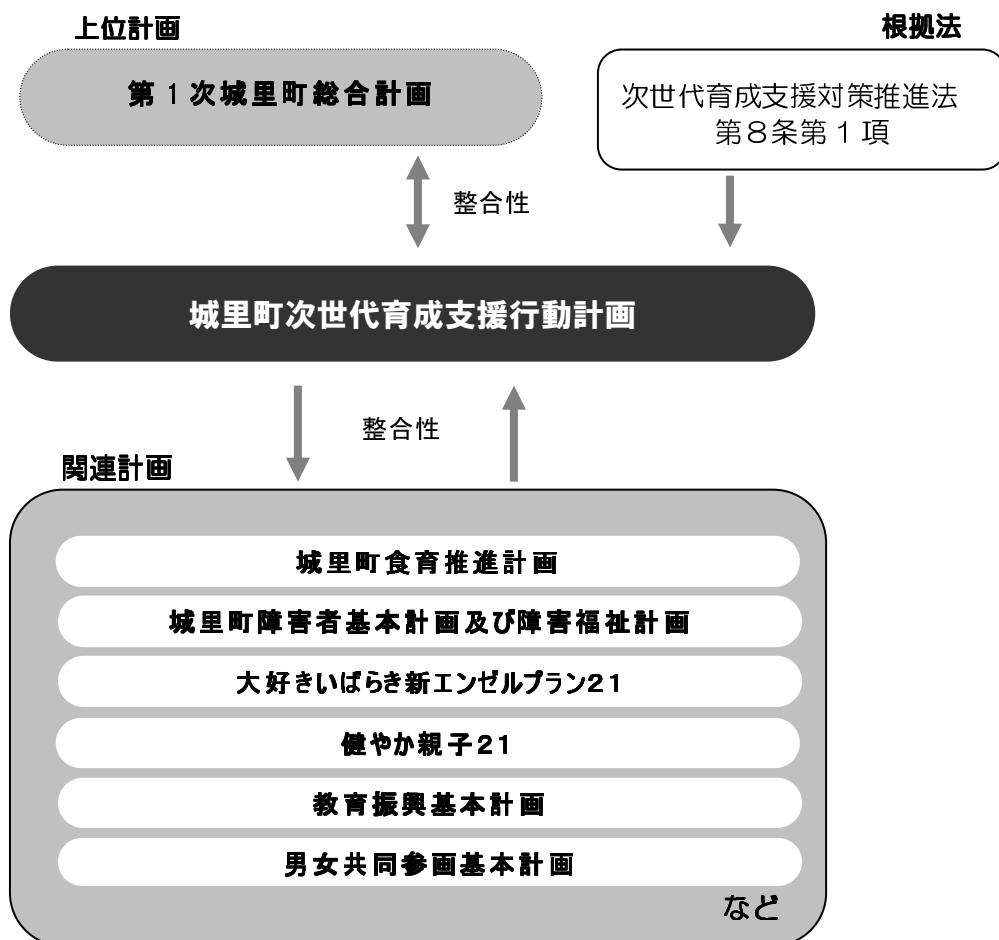 上位計画
根拠法
第1次城里町総合計画
次世代育成支援対策推進法
第8条第1項
整合性
城里町次世代育成支援行動計画
整合性
関連計画
城里町食育推進計画
城里町障害者基本計画及び障害福祉計画
大好きいばらき新エンゼルプラン21
健やか親子21
教育振興基本計画
男女共同参画基本計画
など